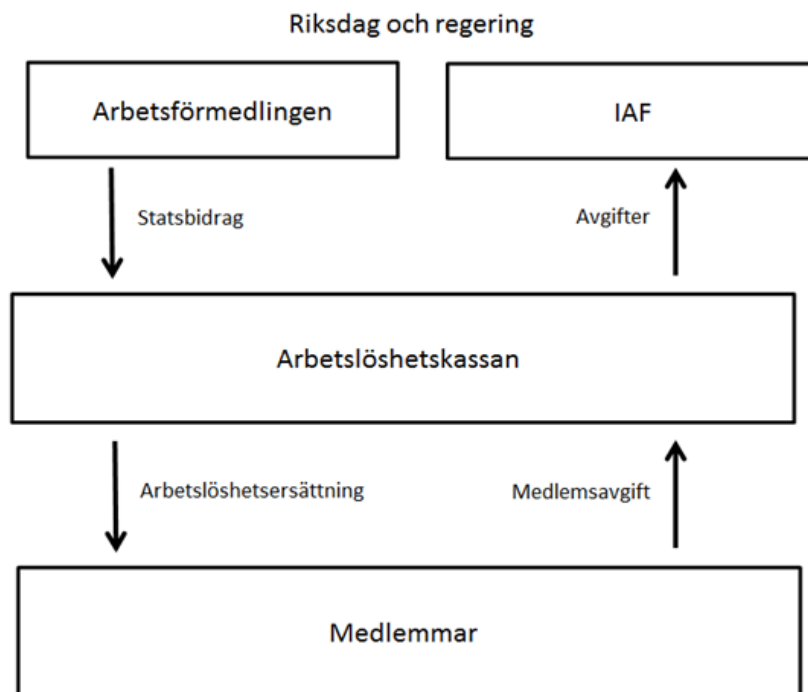 Riksdag och regering
Arbetsförmedlingen
IAF
Statsbidrag
Avgifter
Arbetslöshetskassan
Arbetslöshetsersättning
Medlemsavgift
Medlemmar